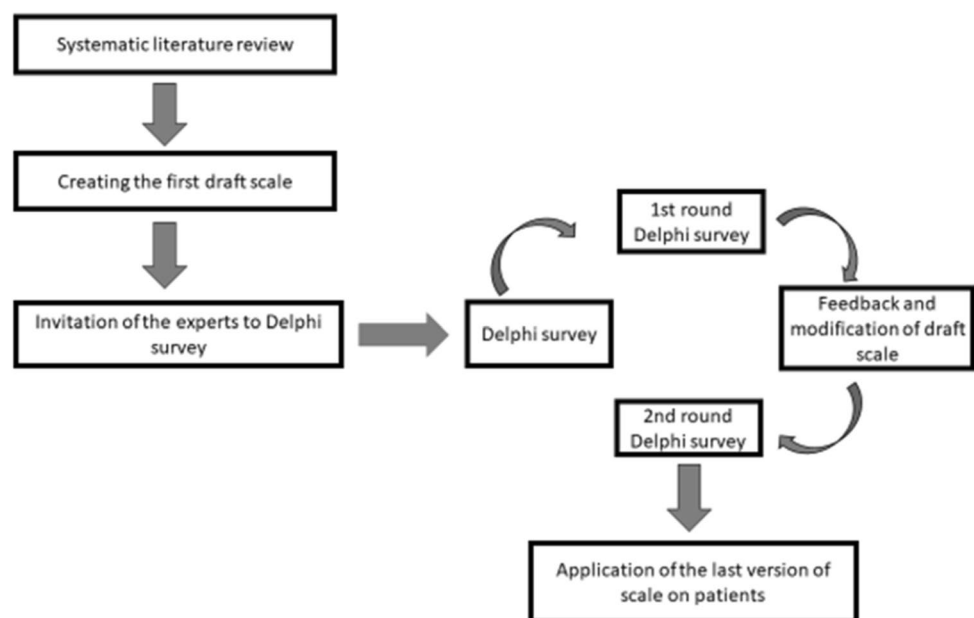 Systematic literature review
Creating the first draft scale
Invitation of the experts to Delphi
survey
Delphi survey
1st round
Delphi survey
Feedback and
modification of draft
scale
2nd round
Delphi survey
Application of the last version of
scale on patients